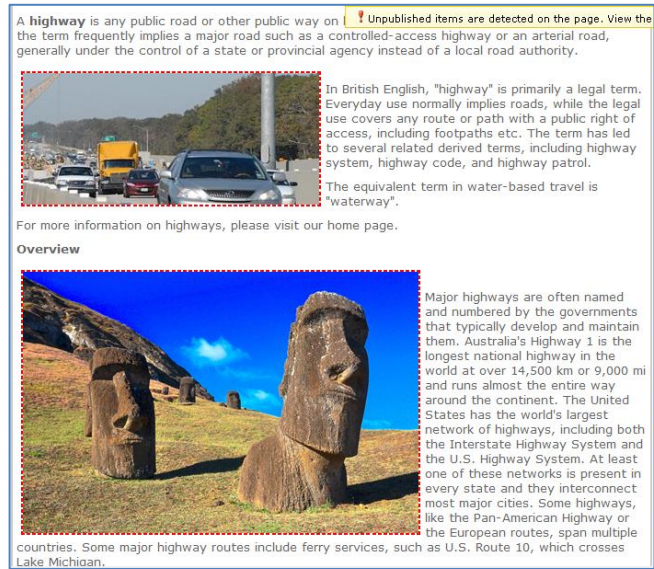 A highway is any public road or other public way on
Unpublished items are detected on the page. View the
the term frequently implies a major road such as a controlled-access highway or an arterial road,
generally under the control of a state or provincial agency instead of a local road authority.
In British English, "highway" is primarily a legal term.
Everyday use normally implies roads, while the legal
use covers any route or path with a public right of
access, including footpaths etc. The term has led
to several related derived terms, including highway
system, highway code, and highway patrol.
The equivalent term in water-based travel is
"waterway".
For more information on highways, please visit our home page.
Overview
Major highways are often named
and numbered by the governments
that typically develop and maintain
them. Australia's Highway 1 is the
longest national highway in the
world at over 14,500 km or 9,000 mi
and runs almost the entire way
around the continent. The United
States has the world's largest
network of highways, including both
the Interstate Highway System and
the U.S. Highway System. At least
one of these networks is present in
every state and they interconnect
most major cities. Some highways,
like the Pan-American Highway or
the European routes, span multiple
countries. Some major highway routes include ferry services, such as U.S. Route 10, which crosses
Lake Michigan.